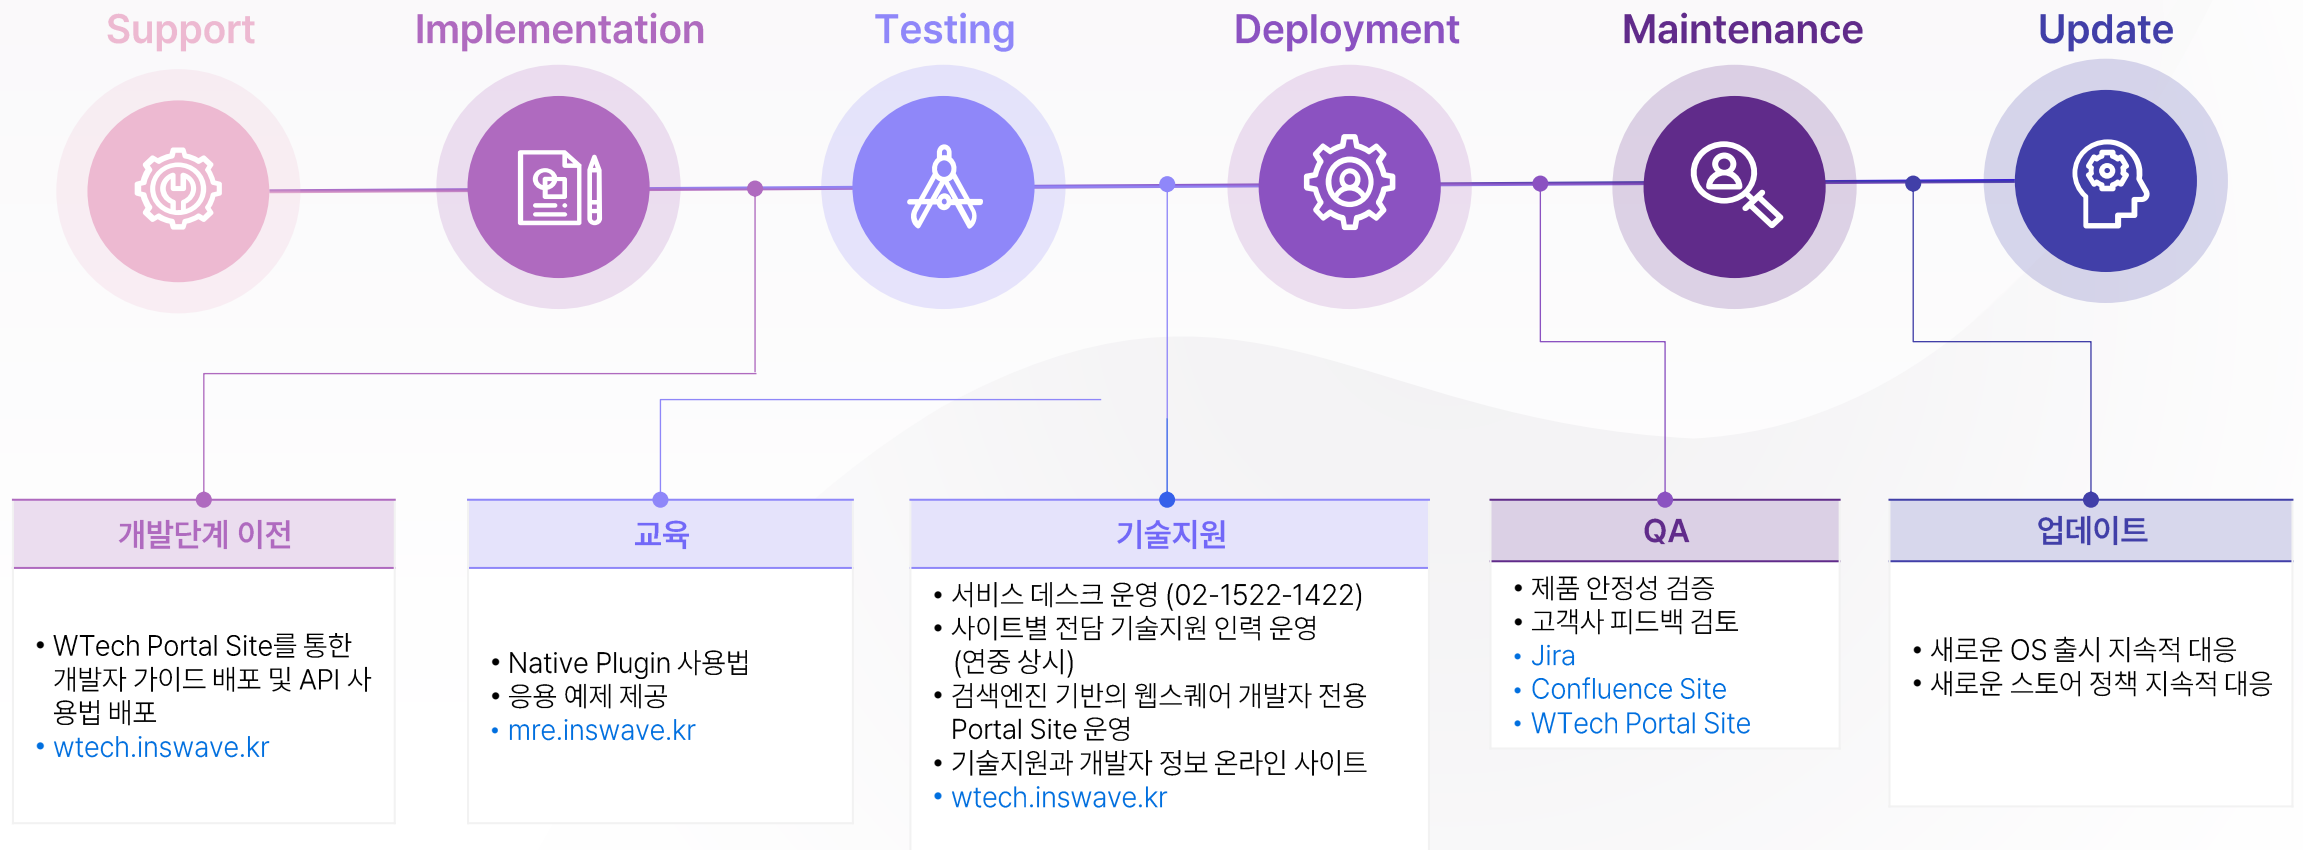 Support
Implementation
Testing
Deployment
Maintenance
Update
개발단계 이전
• WTech Portal Site를 통한
개발자 가이드 배포 및 API 사
용법 배포
• wtech.inswave.kr
교육
• Native Plugin 사용법
• 응용 예제 제공
• mre.inswave.kr
기술지원
• 서비스 데스크 운영 (02-1522-1422)
• 사이트별 전담 기술지원 인력 운영
(연중 상시)
• 검색엔진 기반의 웹스퀘어 개발자 전용
Portal Site 운영
• 기술지원과 개발자 정보 온라인 사이트
• wtech.inswave.kr
QA
• 제품 안정성 검증
• 고객사 피드백 검토
• Jira
• Confluence Site
• WTech Portal Site
업데이트
• 새로운 OS 출시 지속적 대응
• 새로운 스토어 정책 지속적 대응